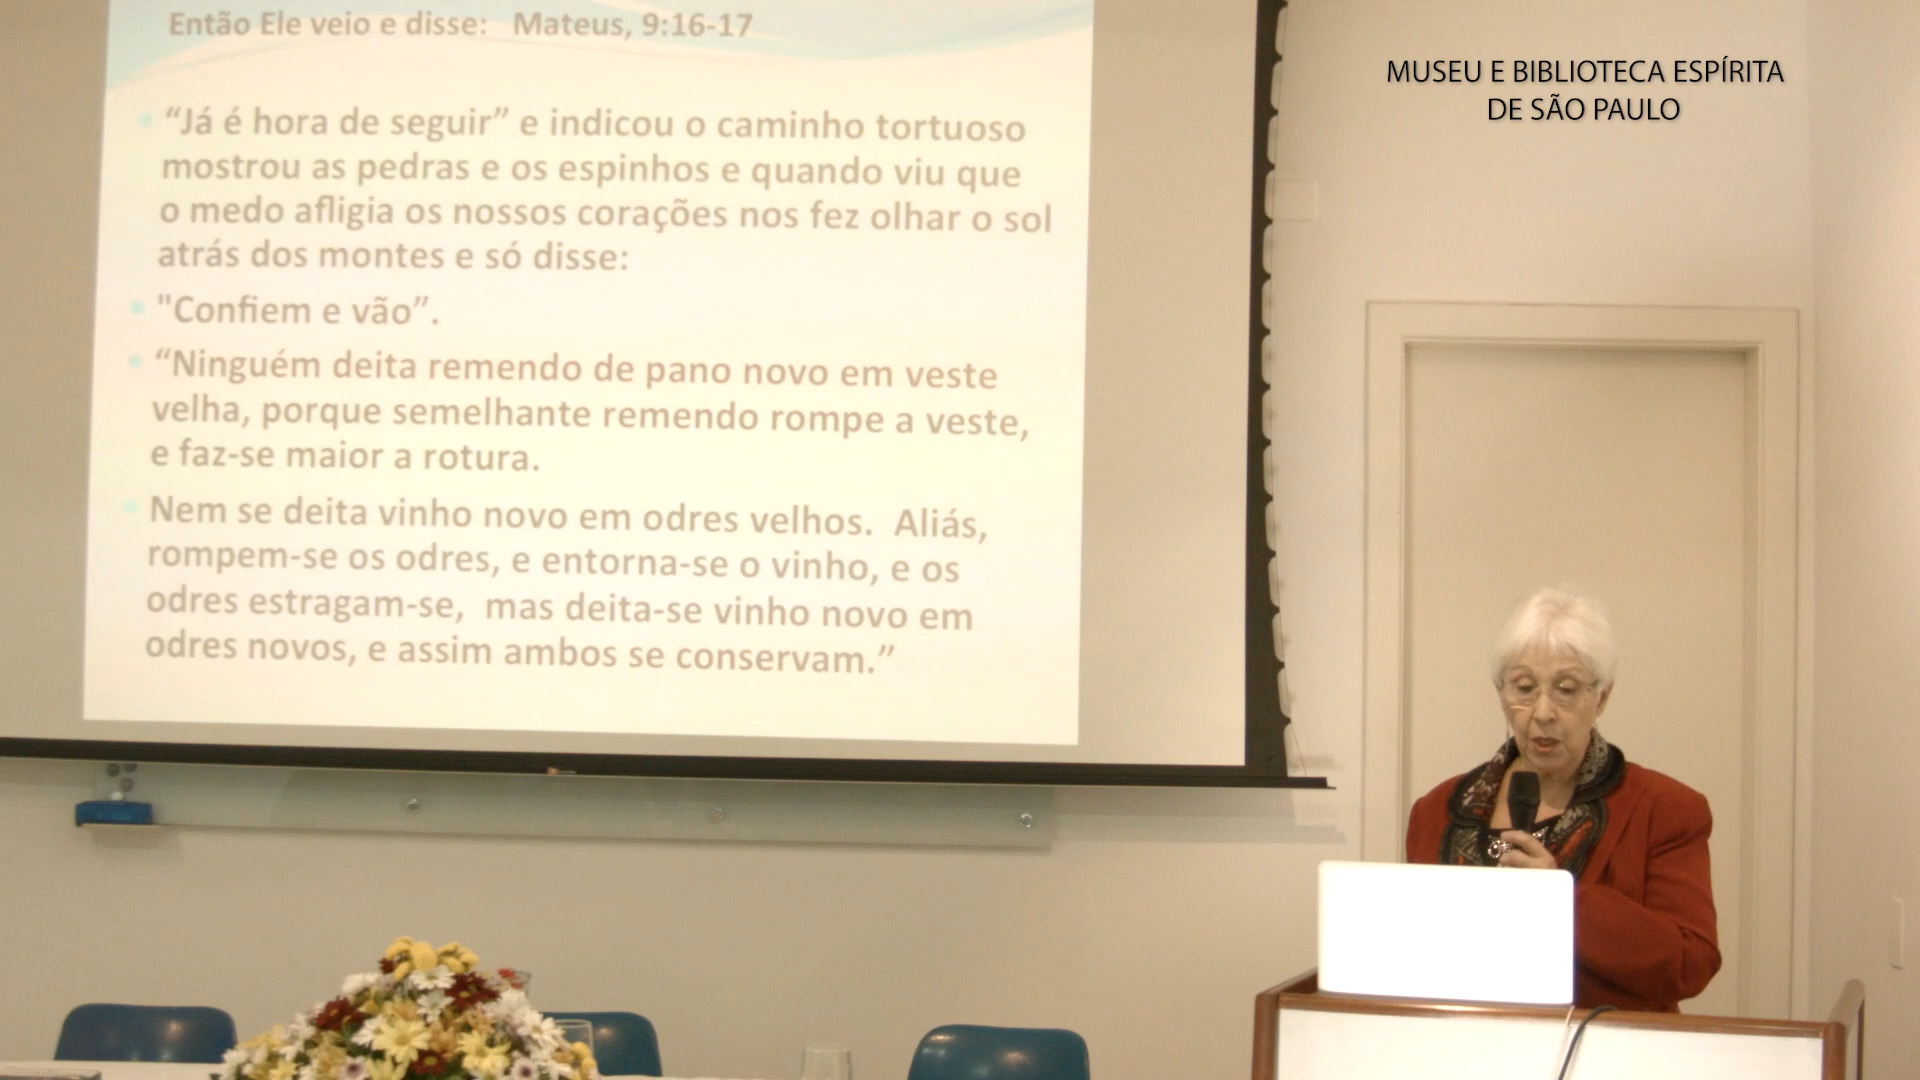 Então Ele veio e disse: Mateus, 9:16-17
“Já é hora de seguir” e indicou o caminho tortuoso
mostrou as pedras e os espinhos e quando viu que
o medo afligia os nossos corações nos fez olhar o sol
atrás dos montes e só disse:
"Confiem e vão”.
“Ninguém deita remendo de pano novo em veste
velha, porque semelhante remendo rompe a veste,
e faz-se maior a rotura.
Nem se deita vinho novo em odres velhos. Aliás,
rompem-se os odres, e entorna-se o vinho, e os
odres estragam-se, mas deita-se vinho novo em
odres novos, e assim ambos se conservam.”
MUSEU E BIBLIOTECA ESPÍRITA
DE SÃO PAULO